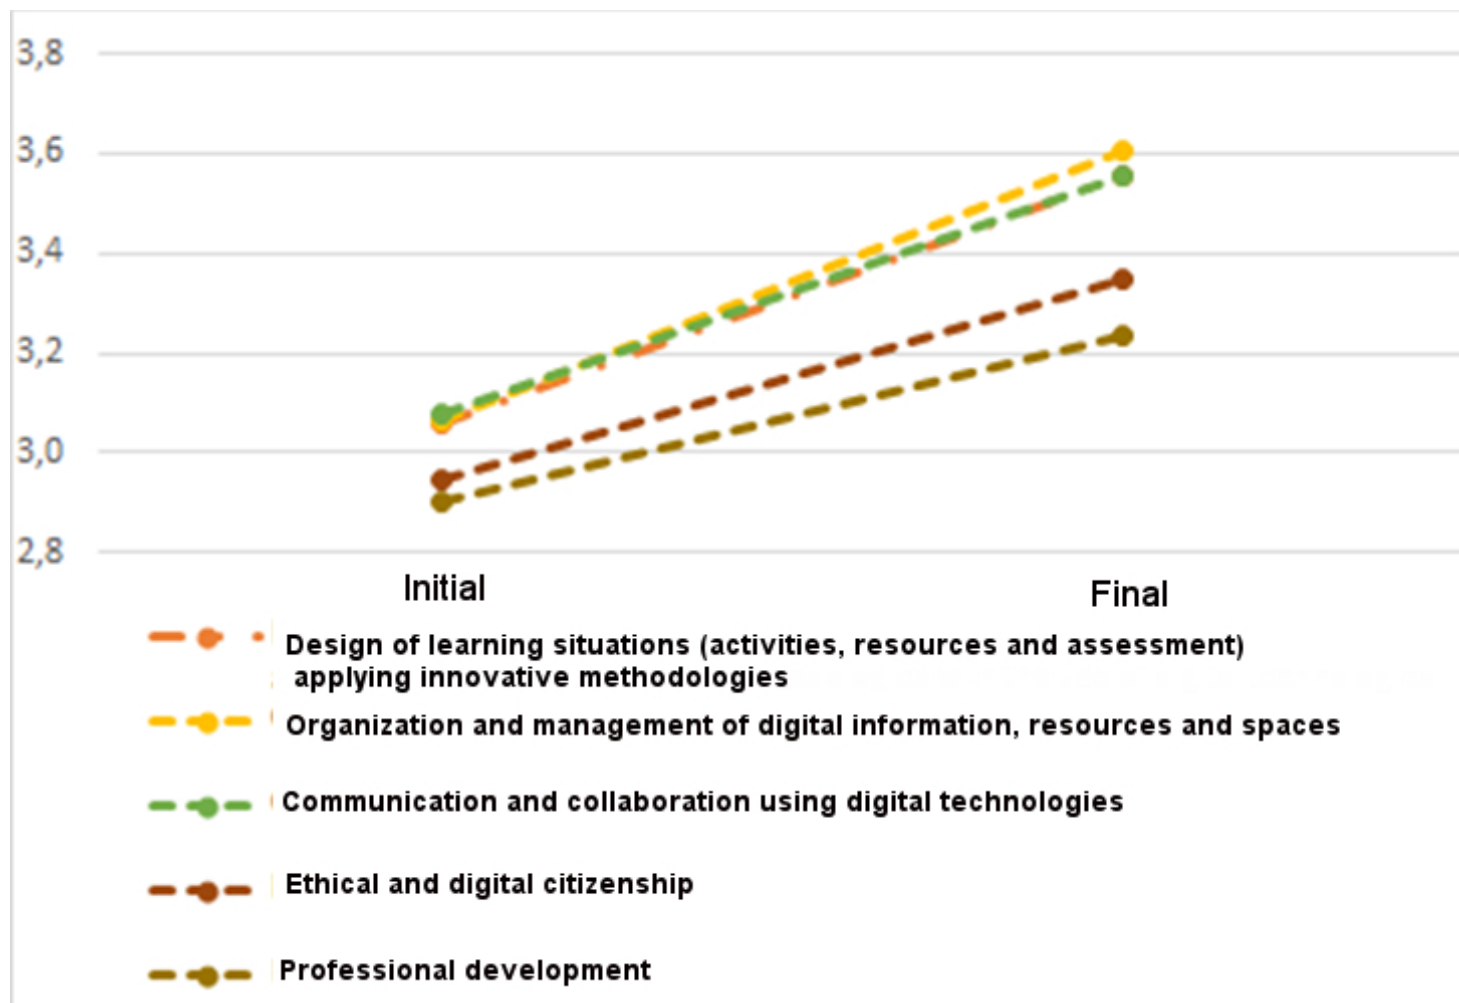 3,8
3,6
3,4
3,2
3,0
2,8
Initial
Final
Design of learning situations (activities, resources and assessment)
applying innovative methodologies
Organization and management of digital information, resources and spaces
Communication and collaboration using digital technologies
Ethical and digital citizenship
Professional development